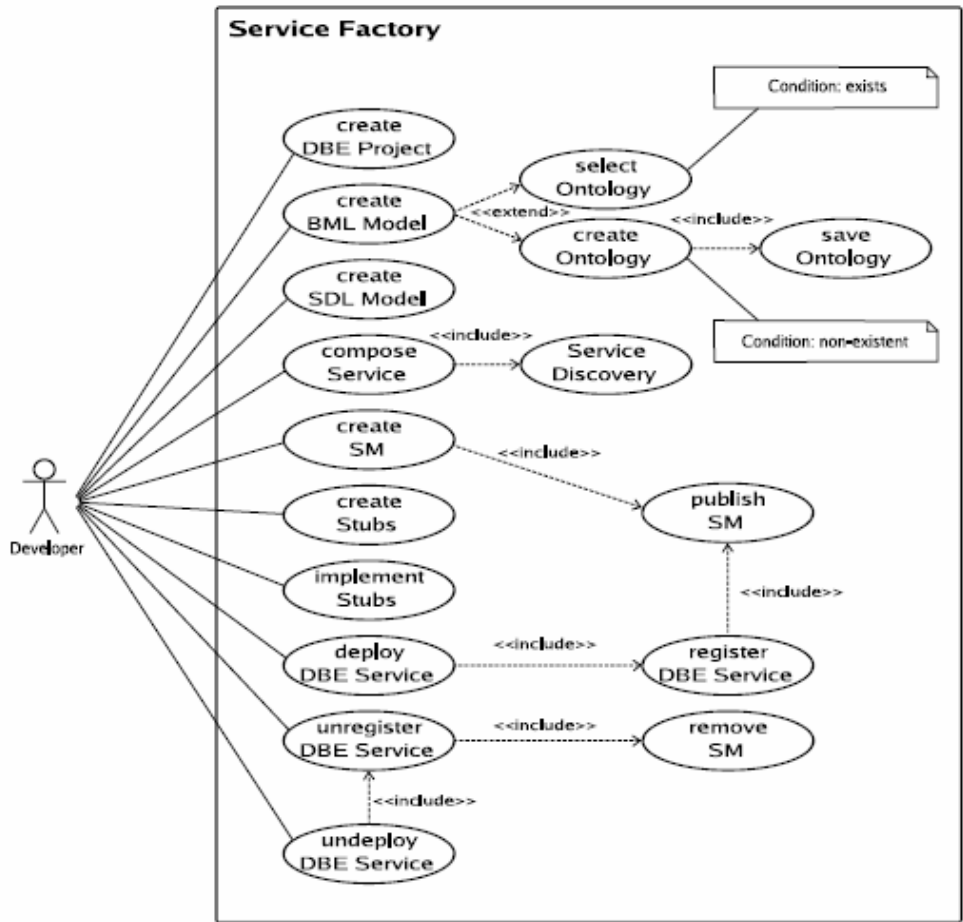 Service Factory
Condition: exists
create
DBE Project
select
Ontology
create
BML Model
<<extend>>
<<include>>
create
Ontology
save
Ontology
create
SDL Model
<<include>>
Condition: non-existent
compose
Service
Service
Discovery
create
SM
<<include>>
publish
SM
create
Stubs
Developer
implement
Stubs
<<include>>
deploy
DBE Service
<<include>>
register
DBE Service
unregister
DBE Service
<<include>>
remove
SM
<<include>>
undeploy
DBE Service